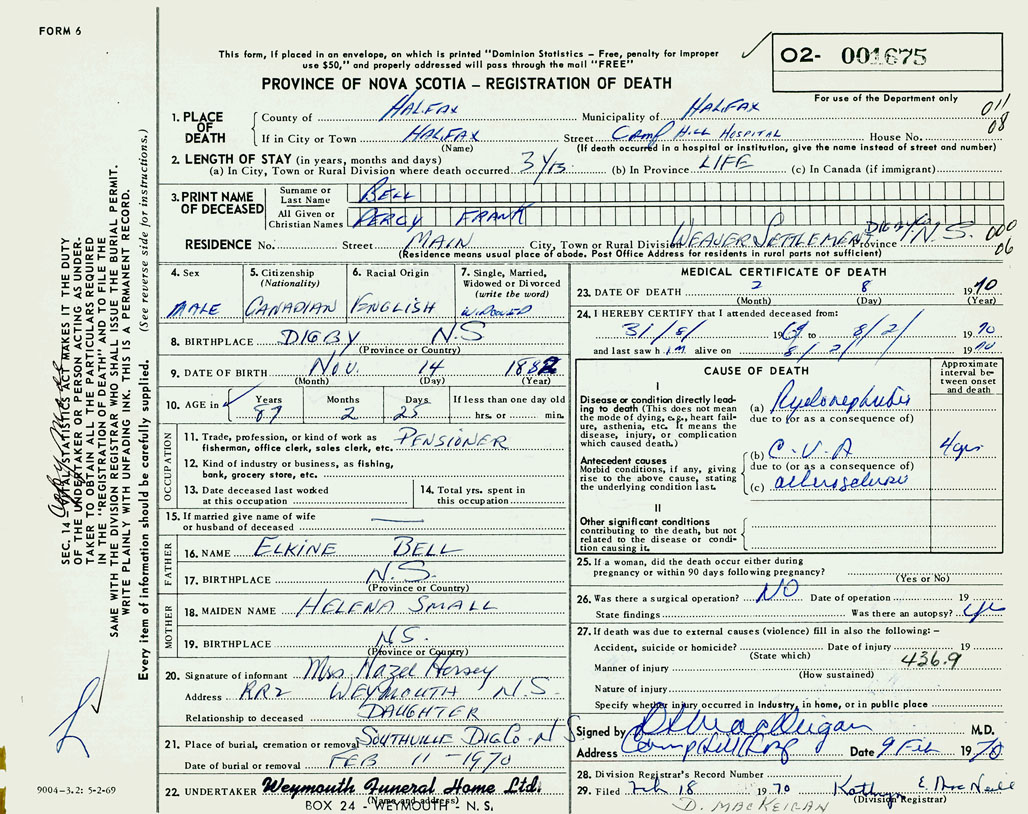 FORM 6
This form, if placed in an envelope, on which is printed "Dominion Statistics – Free, penalty for improper
use $50," and properly addressed will pass through the mail "FREE"
O2- 001675
For use of the Department only
PROVINCE OF NOVA SCOTIA – REGISTRATION OF DEATH
011
08
1. PLACE OF DEATH
County of HALIFAX Municipality of HALIFAX
If in City or Town HALIFAX Street CAMP HILL HOSPITAL House No.
(Name) (If death occurred in a hospital or institution, give the name instead of street and number)
2. LENGTH OF STAY (in years, months and days)
(a) In City, Town or Rural Division where death occurred (b) In Province LIFE (c) In Canada (if immigrant)
3. PRINT NAME OF DECEASED
Surname or Last Name BELL
All Given or Christian Names PERCY FRANK
RESIDENCE No. Street MAIN City, Town or Rural Division WEAVER SETTLEMENT DIGBY Co. Province N.S. 000
06
(Residence means usual place of abode. Post Office Address for residents in rural parts not sufficient)
4. Sex
MALE
5. Citizenship
(Nationality)
CANADIAN
6. Racial Origin
ENGLISH
7. Single, Married,
Widowed or Divorced
(write the word)
WIDOWED
8. BIRTHPLACE DIGBY N.S
(Province or Country)
9. DATE OF BIRTH NOV. 14 1882
(Month) (Day) (Year)
10. AGE in Years Months Days If less than one day old
87 2 25 hrs. or min.
OCCUPATION
11. Trade, profession, or kind of work as
fisherman, office clerk, sales clerk, etc. PENSIONER
12. Kind of industry or business, as fishing,
bank, grocery store, etc.
13. Date deceased last worked
at this occupation
14. Total yrs. spent in
this occupation
15. If married give name of wife
or husband of deceased
FATHER
16. NAME ELKINE BELL
17. BIRTHPLACE N.S.
(Province or Country)
MOTHER
18. MAIDEN NAME HELENA SMALL
19. BIRTHPLACE N.S.
(Province or Country)
20. Signature of informant Mrs Hazel Hersey
Address RR2 WEYMOUTH N.S.
Relationship to deceased DAUGHTER
21. Place of burial, cremation or removal SOUTHVILLE DIG Co. N S.
Date of burial or removal FEB 11 – 1970
22. UNDERTAKER Weymouth Funeral Home Ltd.
(Name and address)
BOX 24 - WEYMOUTH - N. S.
MEDICAL CERTIFICATE OF DEATH
23. DATE OF DEATH 2 8 1970
(Month) (Day) (Year)
24. I HEREBY CERTIFY that I attended deceased from:
31/8/ 1969 to 8/2/ 1970
and last saw him alive on 8/2/ 1970
CAUSE OF DEATH
Approximate
interval between onset
and death
I
Disease or condition directly leading to death (This does not mean
the mode of dying, e.g., heart failure, asthenia, etc. It means the
disease, injury, or complication
which caused death.)
(a) Pyelonephritis
due to (or as a consequence of)
Antecedent causes
Morbid conditions, if any, giving
rise to the above cause, stating
the underlying condition last.
(b) C.V.A 4 yrs
due to (or as a consequence of)
(c)
II
Other significant conditions
contributing to the death, but not
related to the disease or condition causing it.
25. If a woman, did the death occur either during
pregnancy or within 90 days following pregnancy?
(Yes or No)
26. Was there a surgical operation? NO Date of operation 19
State findings Was there an autopsy? yes
27. If death was due to external causes (violence) fill in also the following: –
Accident, suicide or homicide? Date of injury 19
(State which) 436.9
Manner of injury
(How sustained)
Nature of injury
Specify whether injury occurred in Industry, in home, or in public place
Signed by M.D.
Address Camp Hill Hosp Date 9 Feb 1970
28. Division Registrar's Record Number
29. Filed Feb 18 1970 Kathryn E. MacNeill
(Division Registrar)
D. MACKEIGAN
SEC. 14 – VITAL STATISTICS ACT MAKES IT THE DUTY
OF THE UNDERTAKER OR PERSON ACTING AS UNDER-
TAKER TO OBTAIN ALL THE PARTICULARS REQUIRED
IN THE "REGISTRATION OF DEATH" AND TO FILE THE
SAME WITH THE DIVISION REGISTRAR WHO SHALL ISSUE THE BURIAL PERMIT.
WRITE PLAINLY WITH UNFADING INK. THIS IS A PERMANENT RECORD.
Every item of information should be carefully supplied. (See reverse side for instructions.)
9004-3.2: 5-2-69